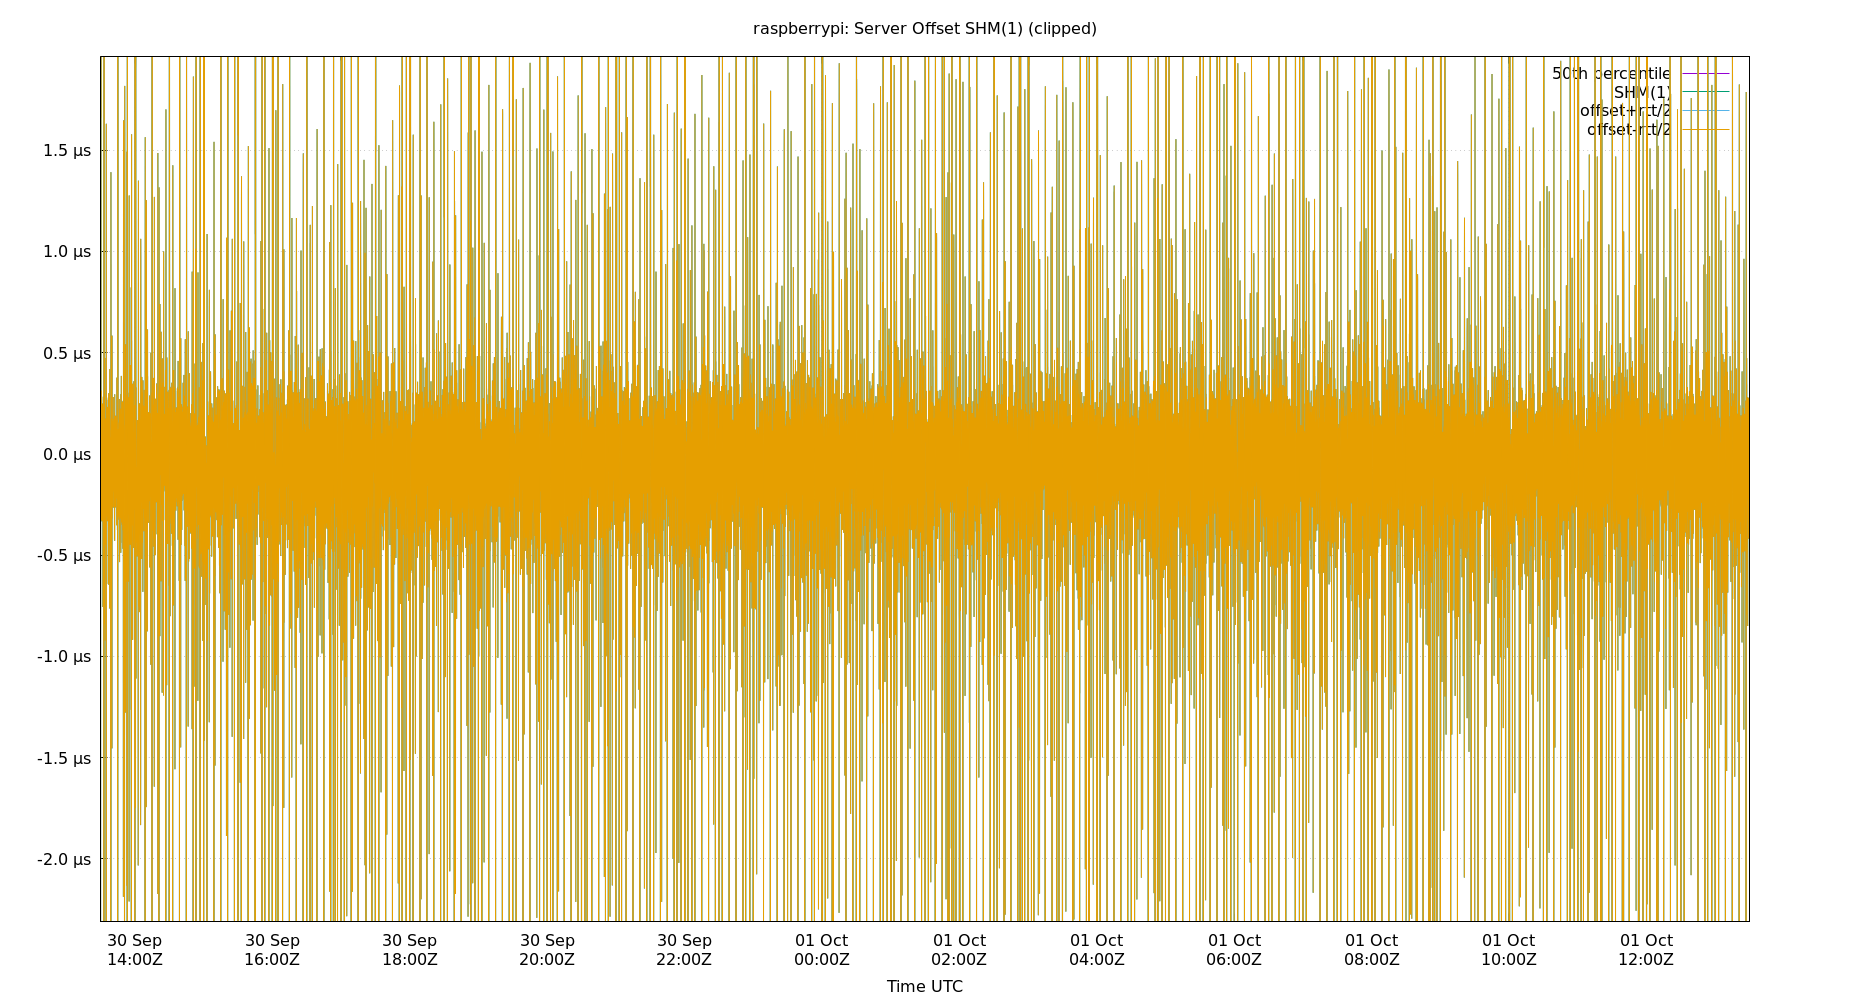 raspberrypi: Server Offset SHM(1) (clipped)
50th percentile
SHM(1)
offset+rtt/2
offset-rtt/2
1.5 µs
1.0 µs
0.5 µs
0.0 µs
-0.5 µs
-1.0 µs
-1.5 µs
-2.0 µs
30 Sep 30 Sep 30 Sep 30 Sep 30 Sep 01 Oct 01 Oct 01 Oct 01 Oct 01 Oct 01 Oct 01 Oct
14:00Z 16:00Z 18:00Z 20:00Z 22:00Z 00:00Z 02:00Z 04:00Z 06:00Z 08:00Z 10:00Z 12:00Z
Time UTC